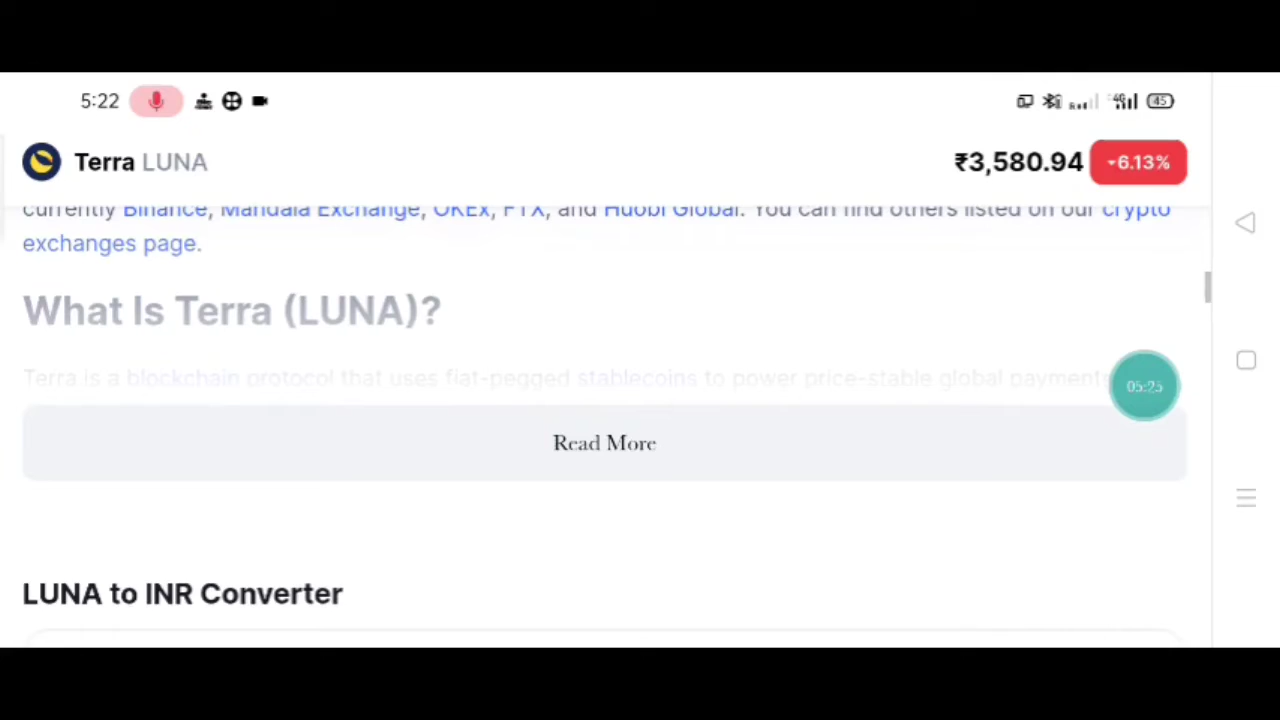 5:22
4G
45
Terra LUNA
₹3,580.94
-6.13%
currently Binance, Mandala Exchange, OKEx, FTX, and Huobi Global. You can find others listed on our crypto
exchanges page.
What Is Terra (LUNA)?
Terra is a blockchain protocol that uses fiat-pegged stablecoins to power price-stable global payments
05:25
Read More
LUNA to INR Converter